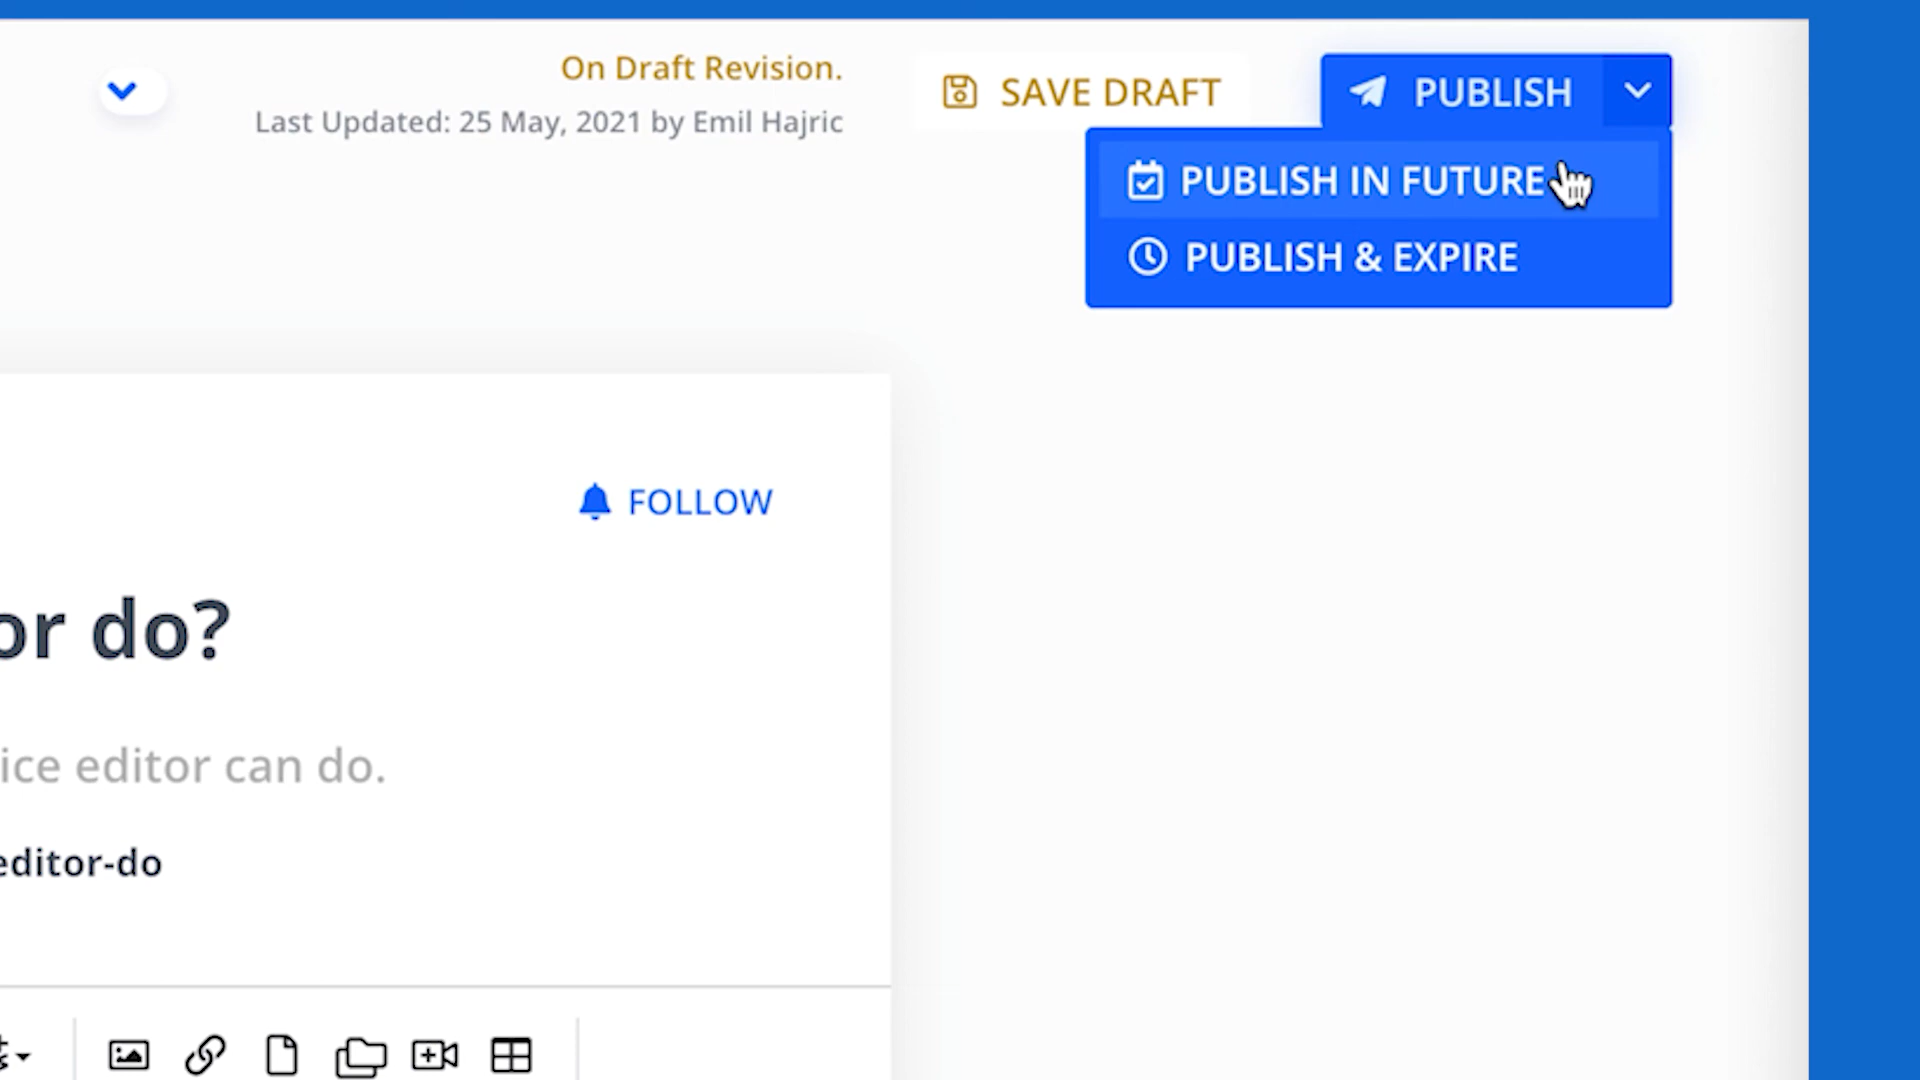 On Draft Revision.
Last Updated: 25 May, 2021 by Emil Hajric
SAVE DRAFT
PUBLISH
PUBLISH IN FUTURE
PUBLISH & EXPIRE
FOLLOW
or do?
ice editor can do.
editor-do